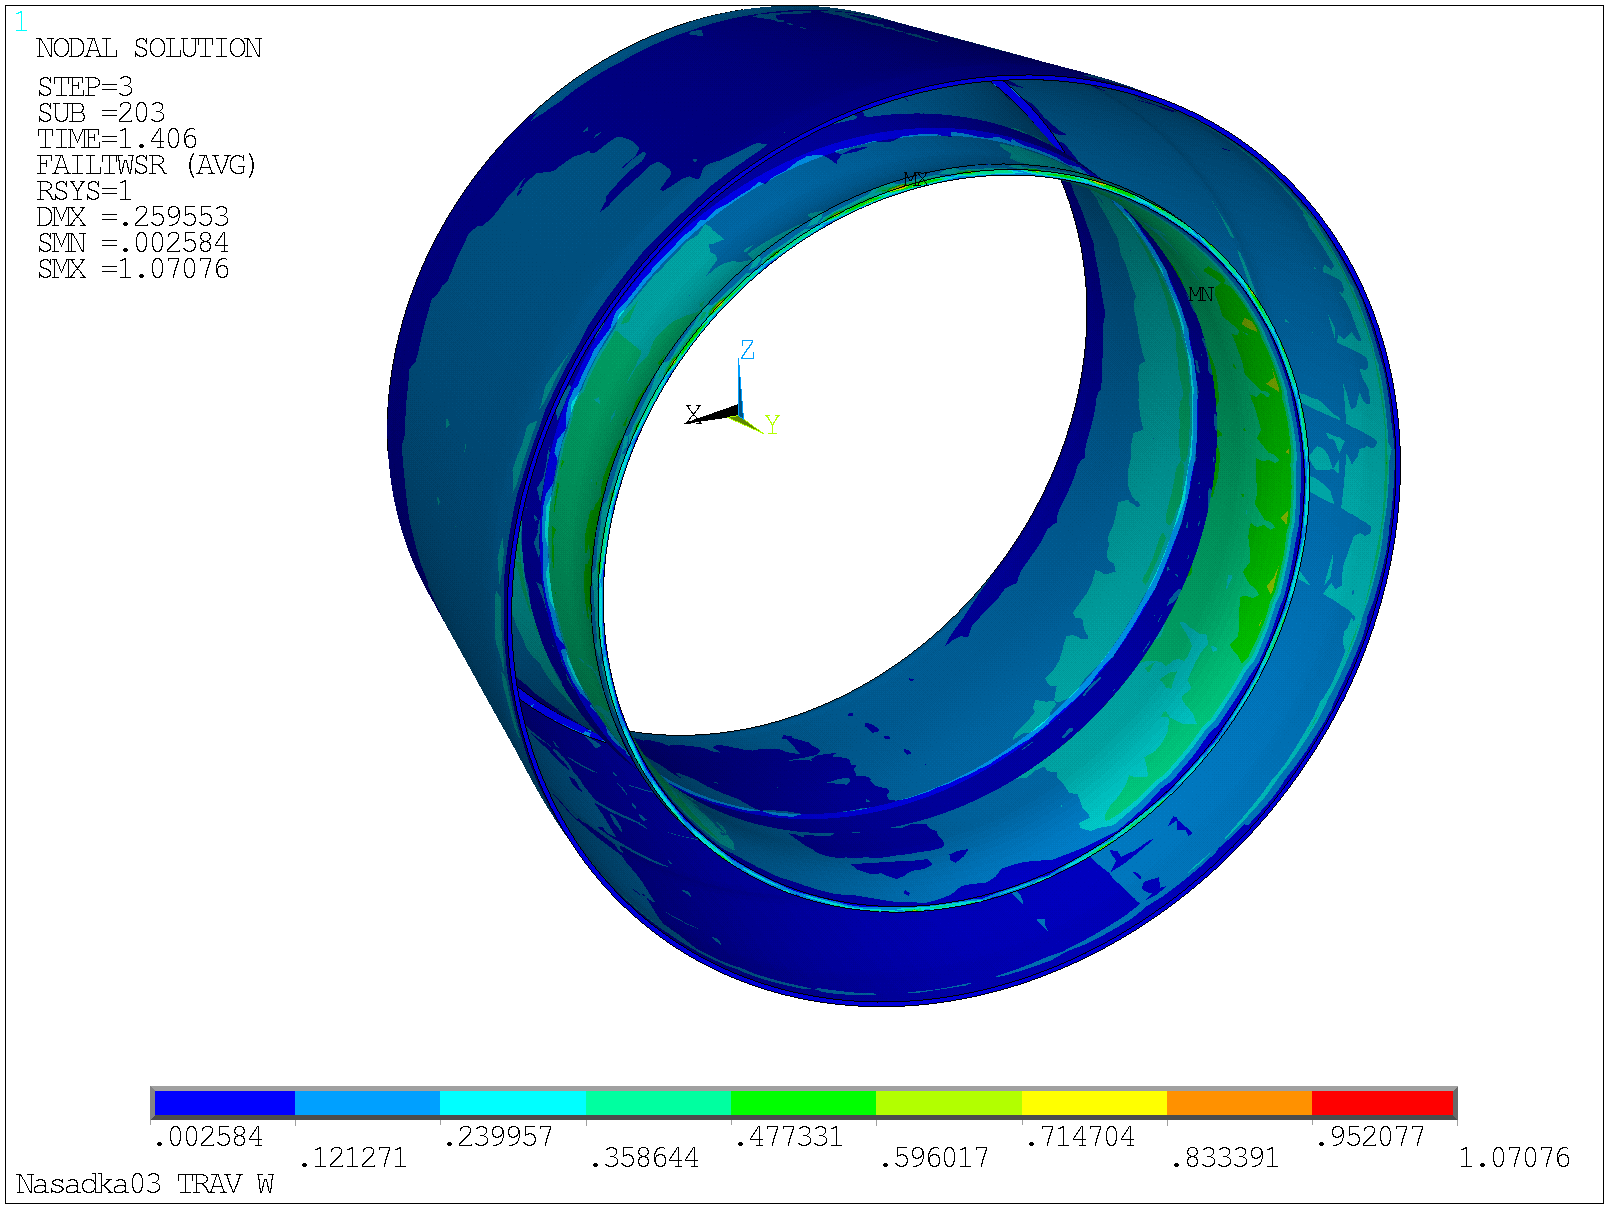 1
NODAL SOLUTION
STEP=3
SUB =203
TIME=1.406
FAILTWSR (AVG)
RSYS=1
DMX =.259553
SMN =.002584
SMX =1.07076
MX
MN
Z
X
Y
.002584
.121271
.239957
.358644
.477331
.596017
.714704
.833391
.952077
1.07076
Nasadka03 TRAV W